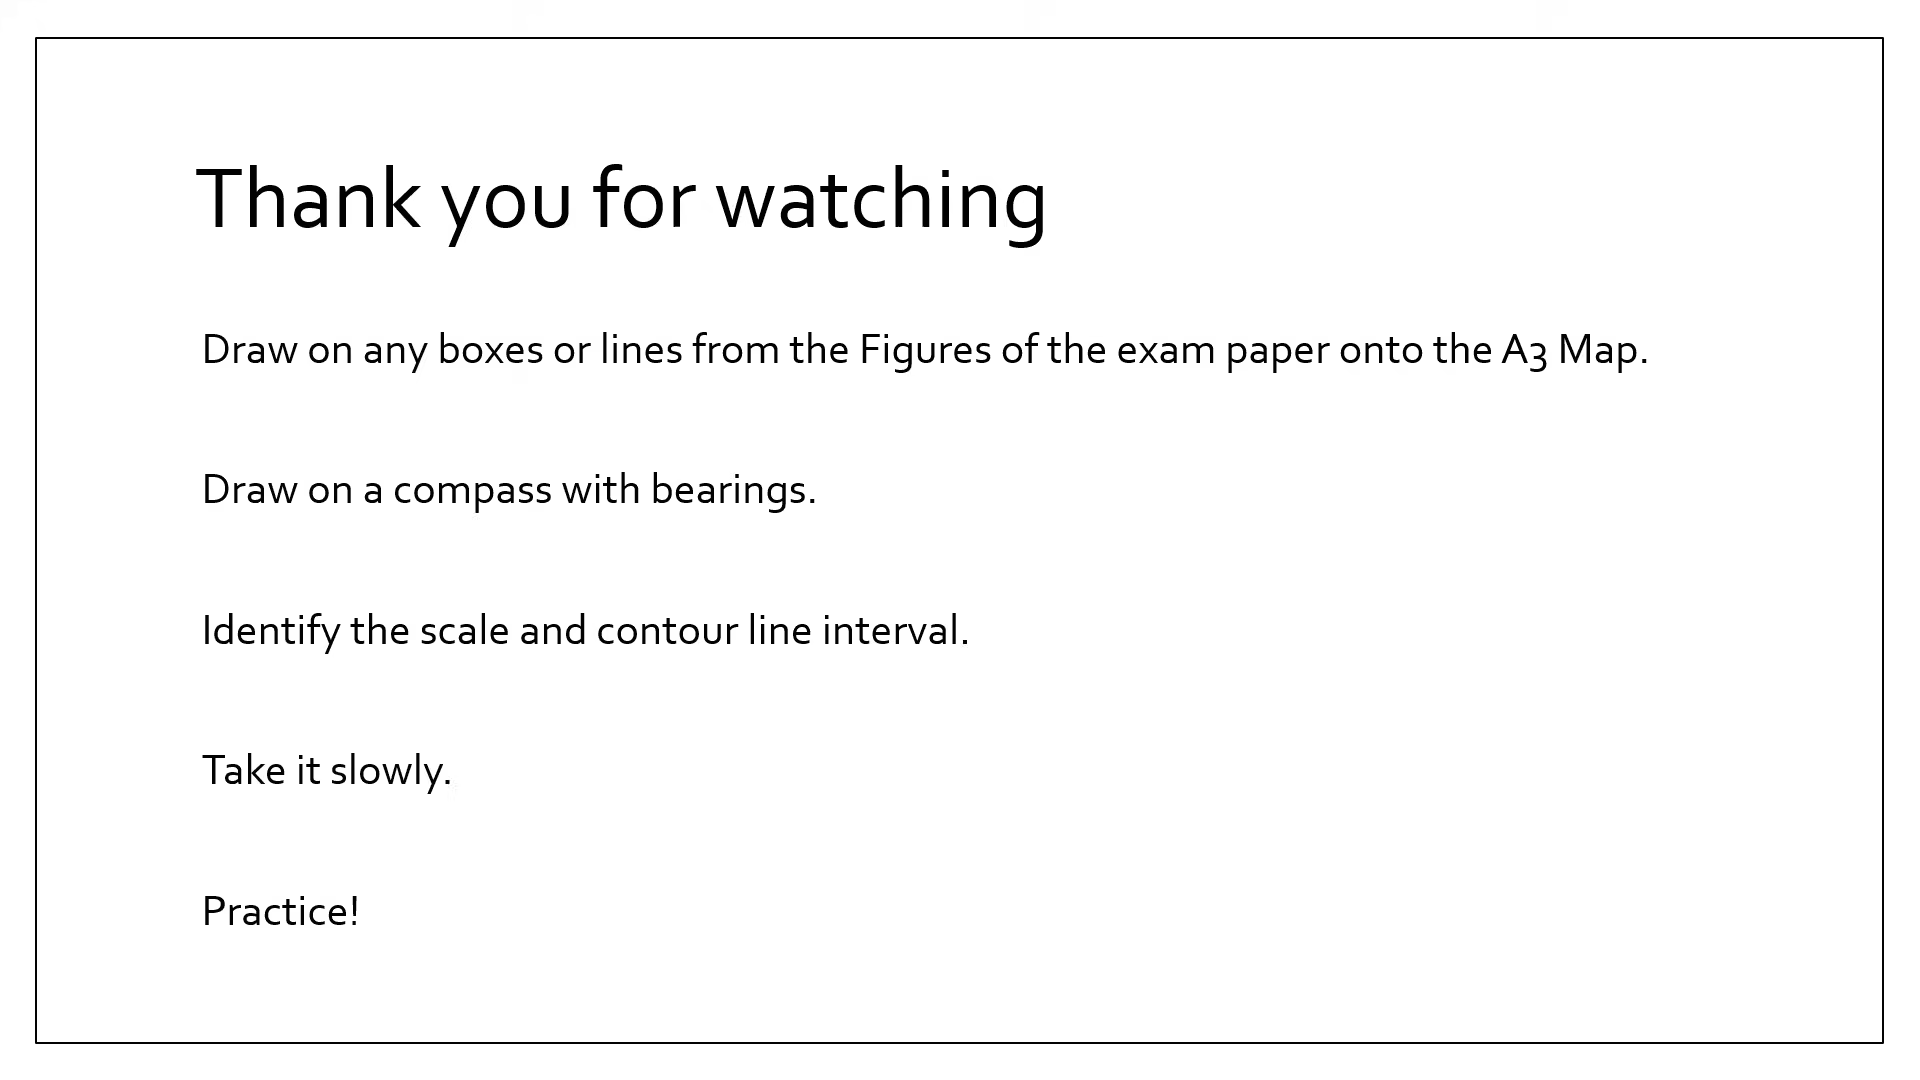 Thank you for watching
Draw on any boxes or lines from the Figures of the exam paper onto the A3 Map.
Draw on a compass with bearings.
Identify the scale and contour line interval.
Take it slowly.
Practice!